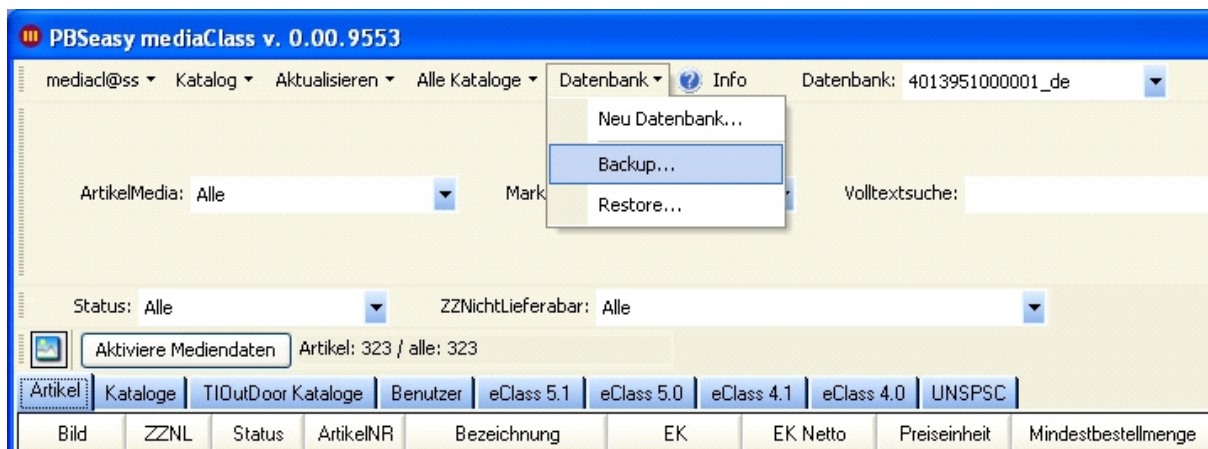 PBSeasy mediaClass v. 0.00.9553
mediacl@ss Katalog Aktualisieren Alle Kataloge Datenbank Info Datenbank: 4013951000001_de
Neu Datenbank...
Backup...
Restore...
ArtikelMedia: Alle Mark Volltextsuche:
Status: Alle ZZNichtLieferabar: Alle
Aktiviere Mediendaten Artikel: 323 / alle: 323
Artikel Kataloge TIOutDoor Kataloge Benutzer eClass 5.1 eClass 5.0 eClass 4.1 eClass 4.0 UNSPSC
Bild ZZNL Status ArtikelNR Bezeichnung EK EK Netto Preiseinheit Mindestbestellmenge